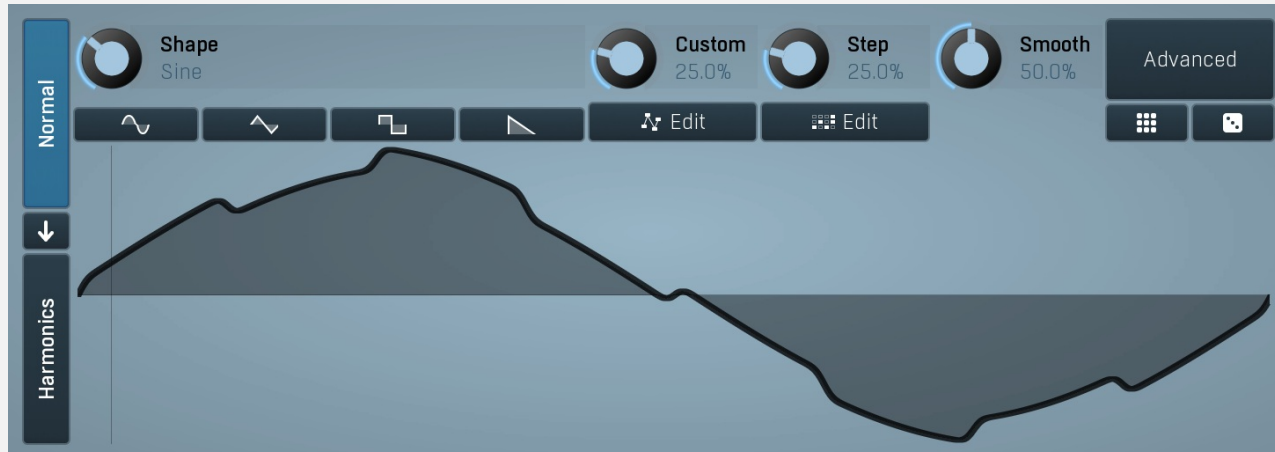 Normal
Harmonics
Shape
Sine
Custom
25.0%
Step
25.0%
Smooth
50.0%
Advanced
Edit
Edit